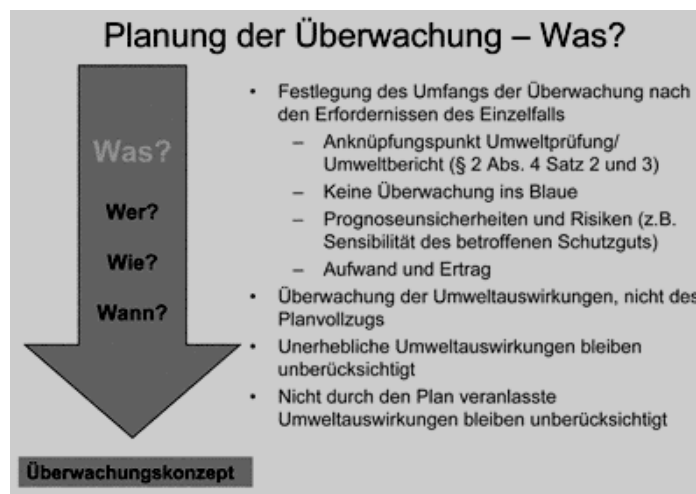 Planung der Überwachung – Was?
Was?
Wer?
Wie?
Wann?
Überwachungskonzept
• Festlegung des Umfangs der Überwachung nach
den Erfordernissen des Einzelfalls
– Anknüpfungspunkt Umweltprüfung/
Umweltbericht (§ 2 Abs. 4 Satz 2 und 3)
– Keine Überwachung ins Blaue
– Prognoseunsicherheiten und Risiken (z.B.
Sensibilität des betroffenen Schutzguts)
– Aufwand und Ertrag
• Überwachung der Umweltauswirkungen, nicht des
Planvollzugs
• Unerhebliche Umweltauswirkungen bleiben
unberücksichtigt
• Nicht durch den Plan veranlasste
Umweltauswirkungen bleiben unberücksichtigt